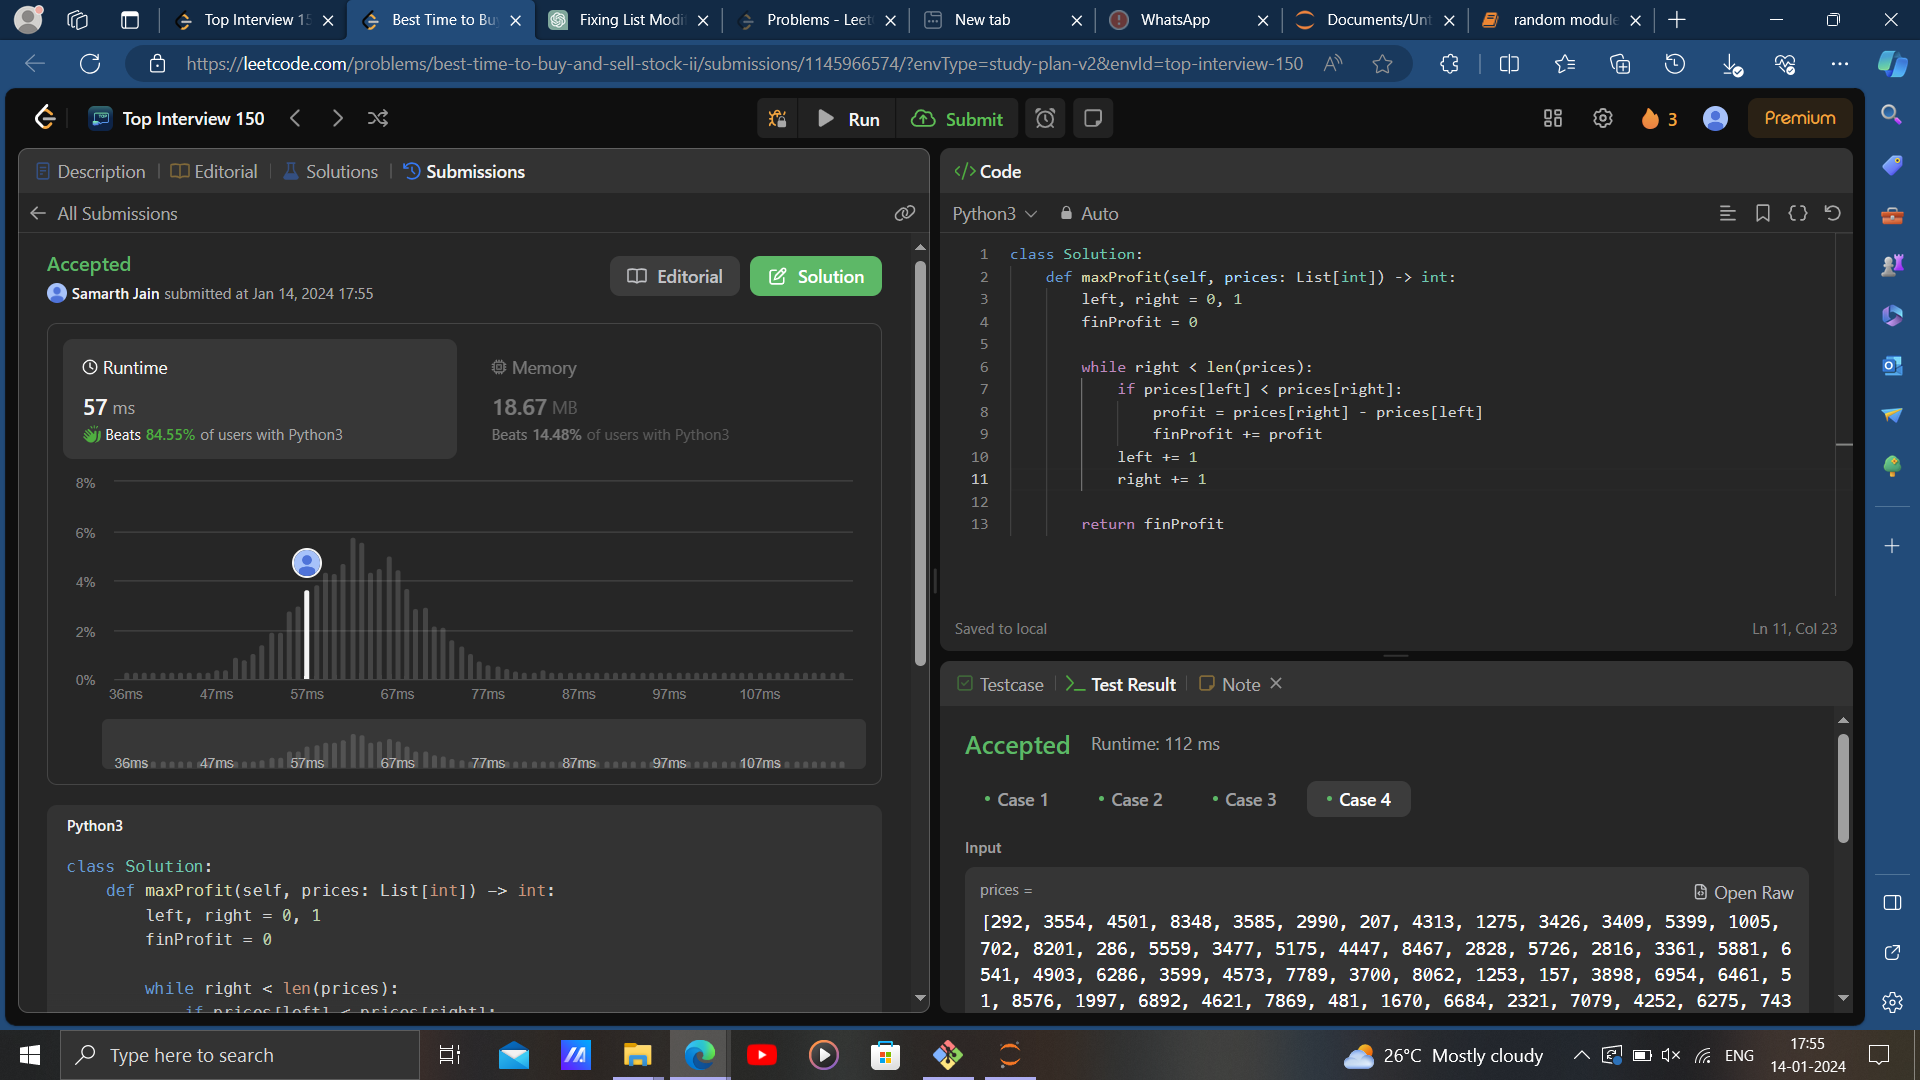 Top Interview 15
Best Time to Bu
Fixing List Modi
Problems - Leet
New tab
WhatsApp
Documents/Unt
random module
https://leetcode.com/problems/best-time-to-buy-and-sell-stock-ii/submissions/1145966574/?envType=study-plan-v2&envId=top-interview-150
Top Interview 150
Run
Submit
3
Premium
Description
Editorial
Solutions
Submissions
All Submissions
Accepted
Samarth Jain submitted at Jan 14, 2024 17:55
Editorial
Solution
Runtime
57 ms
Beats 84.55% of users with Python3
Memory
18.67 MB
Beats 14.48% of users with Python3
8%
6%
4%
2%
0%
36ms 47ms 57ms 67ms 77ms 87ms 97ms 107ms
36ms 47ms 57ms 67ms 77ms 87ms 97ms 107ms
Python3
class Solution:
def maxProfit(self, prices: List[int]) -> int:
left, right = 0, 1
finProfit = 0
while right < len(prices):
if prices[left] < prices[right]:
</> Code
Python3
Auto
1 class Solution:
2 def maxProfit(self, prices: List[int]) -> int:
3 left, right = 0, 1
4 finProfit = 0
5
6 while right < len(prices):
7 if prices[left] < prices[right]:
8 profit = prices[right] - prices[left]
9 finProfit += profit
10 left += 1
11 right += 1
12
13 return finProfit
Saved to local
Ln 11, Col 23
Testcase
Test Result
Note
Accepted
Runtime: 112 ms
• Case 1
• Case 2
• Case 3
• Case 4
Input
prices =
Open Raw
[292, 3554, 4501, 8348, 3585, 2990, 207, 4313, 1275, 3426, 3409, 5399, 1005,
702, 8201, 286, 5559, 3477, 5175, 4447, 8467, 2828, 5726, 2816, 3361, 5881, 6
541, 4903, 6286, 3599, 4573, 7789, 3700, 8062, 1253, 157, 3898, 6954, 6461, 5
1, 8576, 1997, 6892, 4621, 7869, 481, 1670, 6684, 2321, 7079, 4252, 6275, 743
Type here to search
26°C Mostly cloudy
ENG
17:55
14-01-2024